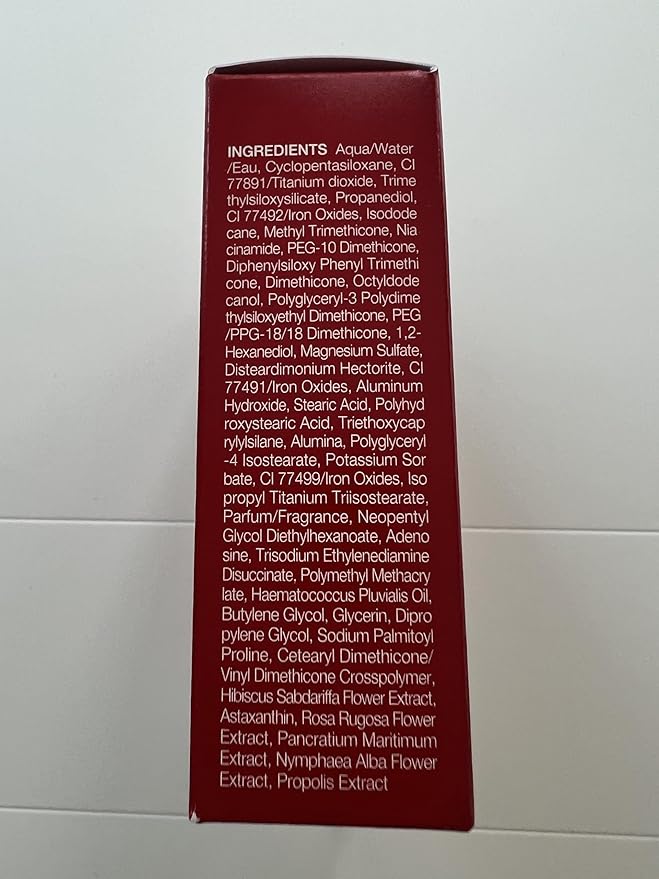 INGREDIENTS Aqua/Water
/Eau, Cyclopentasiloxane, CI
77891/Titanium dioxide, Trime
thylsiloxysilicate, Propanediol,
CI 77492/Iron Oxides, Isodode
cane, Methyl Trimethicone, Nia
cinamide, PEG-10 Dimethicone,
Diphenylsiloxy Phenyl Trimethi
cone, Dimethicone, Octyldode
canol, Polyglyceryl-3 Polydime
thylsiloxyethyl Dimethicone, PEG
/PPG-18/18 Dimethicone, 1,2-
Hexanediol, Magnesium Sulfate,
Disteardimonium Hectorite, CI
77491/Iron Oxides, Aluminum
Hydroxide, Stearic Acid, Polyhyd
roxystearic Acid, Triethoxycap
rylylsilane, Alumina, Polyglyceryl
-4 Isostearate, Potassium Sor
bate, CI 77499/Iron Oxides, Iso
propyl Titanium Triisostearate,
Parfum/Fragrance, Neopentyl
Glycol Diethylhexanoate, Adeno
sine, Trisodium Ethylenediamine
Disuccinate, Polymethyl Methacry
late, Haematococcus Pluvialis Oil,
Butylene Glycol, Glycerin, Dipro
pylene Glycol, Sodium Palmitoyl
Proline, Cetearyl Dimethicone/
Vinyl Dimethicone Crosspolymer,
Hibiscus Sabdariffa Flower Extract,
Astaxanthin, Rosa Rugosa Flower
Extract, Pancratium Maritimum
Extract, Nymphaea Alba Flower
Extract, Propolis Extract